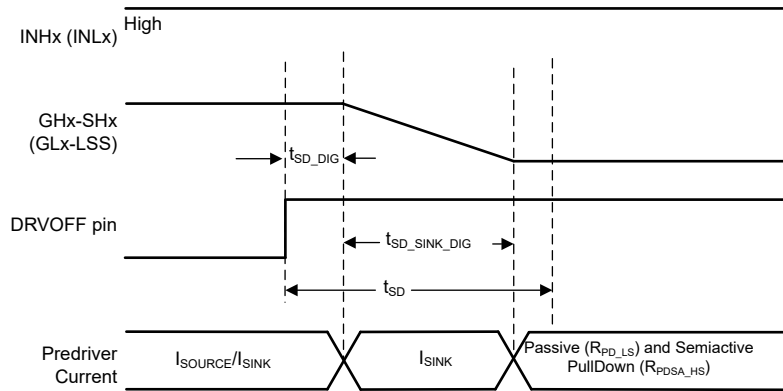 High
INHx (INLx)
GHx-SHx
(GLx-LSS)
tSD_DIG
DRVOFF pin
tSD_SINK_DIG
tSD
Predriver
Current
ISOURCE/ISINK
ISINK
Passive (RPD_LS) and Semiactive
PullDown (RPDSA_HS)